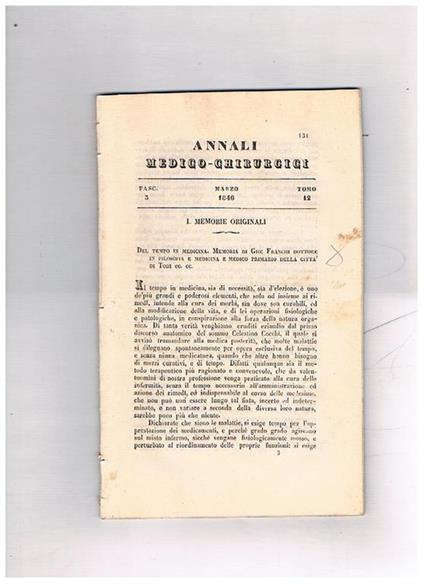 131
ANNALI
MEDICO-CHIRURGICI
FASC.
3
MARZO
1846
TOMO
12
I. MEMORIE ORIGINALI
DEL TEMPO IN MEDICINA. MEMORIA DI GIOV. FRANCHI DOTTORE
IN FILOSOFIA E MEDICINA E MEDICO PRIMARIO DELLA CITTA'
DI TODI ec. ec.
Il tempo in medicina, sia di necessità, sia d'elezione, è uno
de' più grandi e poderosi elementi, che solo od insieme ai ri-
medî, intende alla cura dei morbi, sia dove son curabili, ed
alla modificazione della vita, e di lei operazioni fisiologiche
e patologiche, in cospirazione alla forza della natura orga-
nica. Di tanta verità venghiamo eruditi eziandio dal primo
discorso anatomico del sommo Celestino Cocchi, il quale si
avvisò tramandare alla medica posterità, che molte malattie
si dileguano spontaneamente per opera esclusiva del tempo,
e senza niuna medicatura, quando che altre hanno bisogno
di mezzi curativi, e di tempo. Difatti qualunque sia il me-
todo terapeutico più ragionato e convenevole, che da valen-
tuomini di nostra professione venga praticato alla cura delle
infermità, senza il tempo necessario all'amministrazione ed
azione dei rimedi, ed indispensabile al corso delle medesime,
che non può non essere lungo tal fiata, incerto ed indeter-
minato, e non variare a seconda della diversa loro natura,
sarebbe poco più che niente.
Dichiarate che sieno le malattie, si esige tempo per l'ap-
prestazione dei medicamenti, e perchè grado grado agiscano
sul misto infermo, sicchè vengano fisiologicamente mosso, e
perturbato al riordinamento delle proprie funzioni: si esige
3